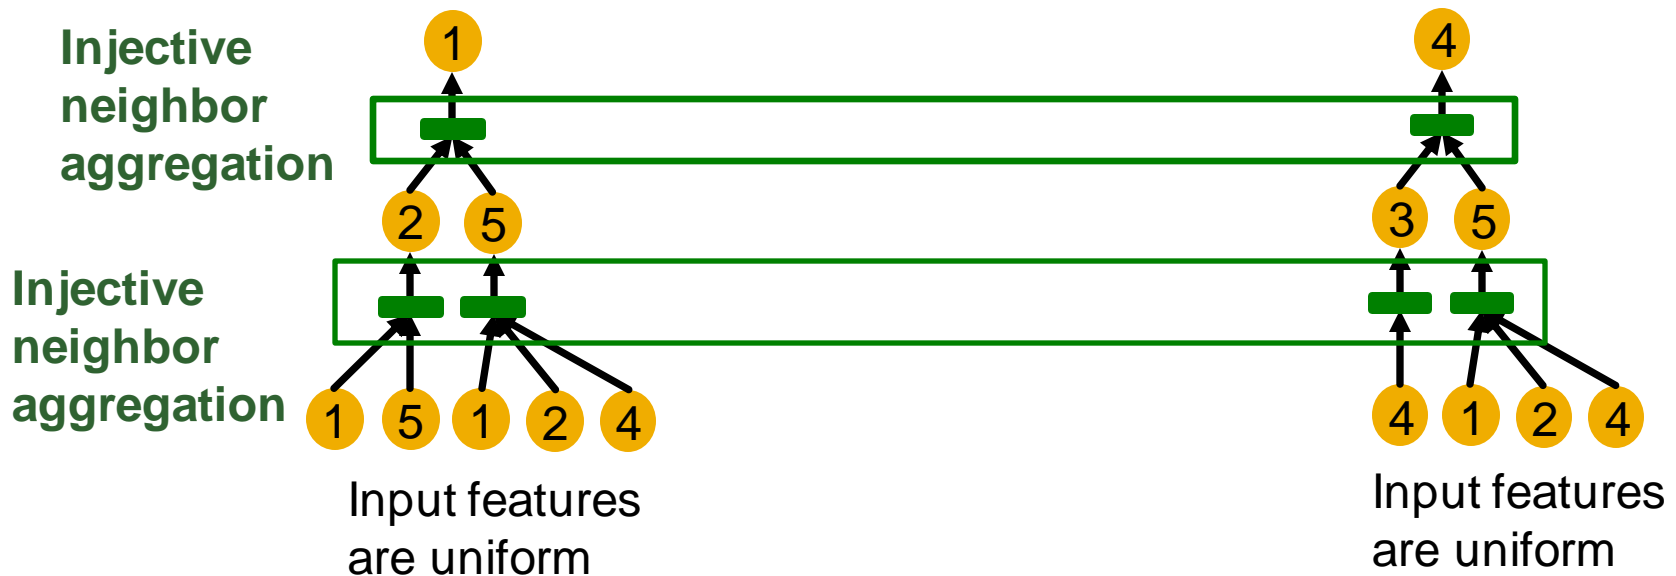 Injective
neighbor
aggregation
1
4
2 5
3 5
Injective
neighbor
aggregation
1 5 1 2 4
4 1 2 4
Input features
are uniform
Input features
are uniform